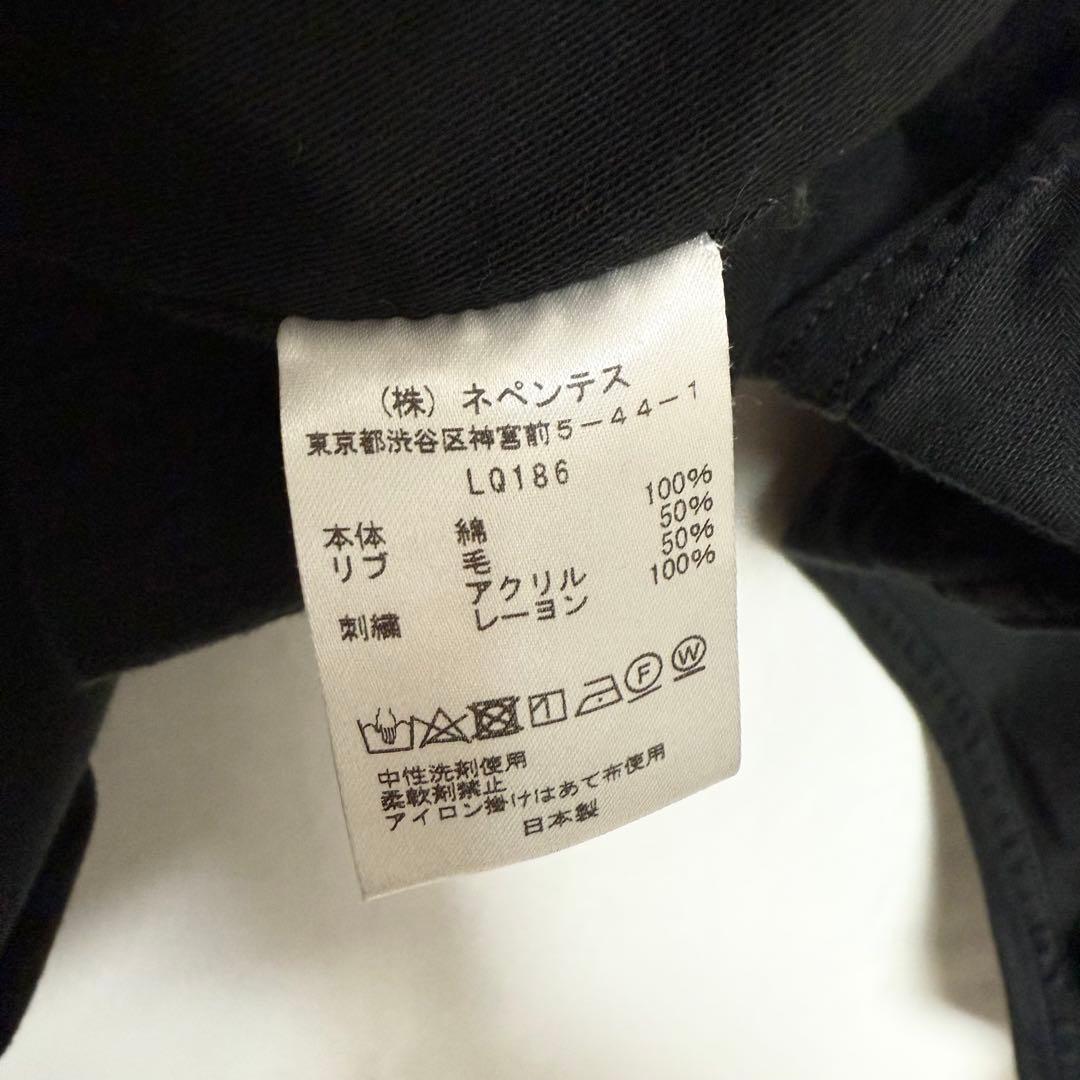 （株）ネペンテス
東京都渋谷区神宮前５－４４－１
LQ186
本体 綿 100%
リブ 毛 50%
アクリル 50%
刺繍 レーヨン 100%
F W
中性洗剤使用
柔軟剤禁止
アイロン掛けはあて布使用
日本製